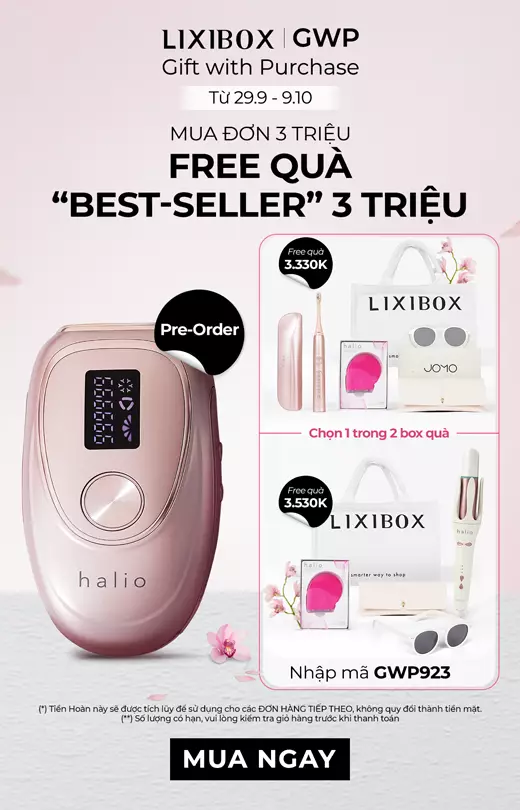 LIXIBOX | GWP
Gift with Purchase
Từ 29.9 - 9.10
MUA ĐƠN 3 TRIỆU
FREE QUÀ
“BEST-SELLER” 3 TRIỆU
Pre-Order
halio
Free quà
3.330K
LIXIBOX
halio
JOMO
Chọn 1 trong 2 box quà
Free quà
3.530K
LIXIBOX
smarter way to shop
halio
Nhập mã GWP923
(*) Tiền Hoàn này sẽ được tích lũy để sử dụng cho các ĐƠN HÀNG TIẾP THEO, không quy đổi thành tiền mặt.
(**) Số lượng có hạn, vui lòng kiểm tra giỏ hàng trước khi thanh toán
MUA NGAY